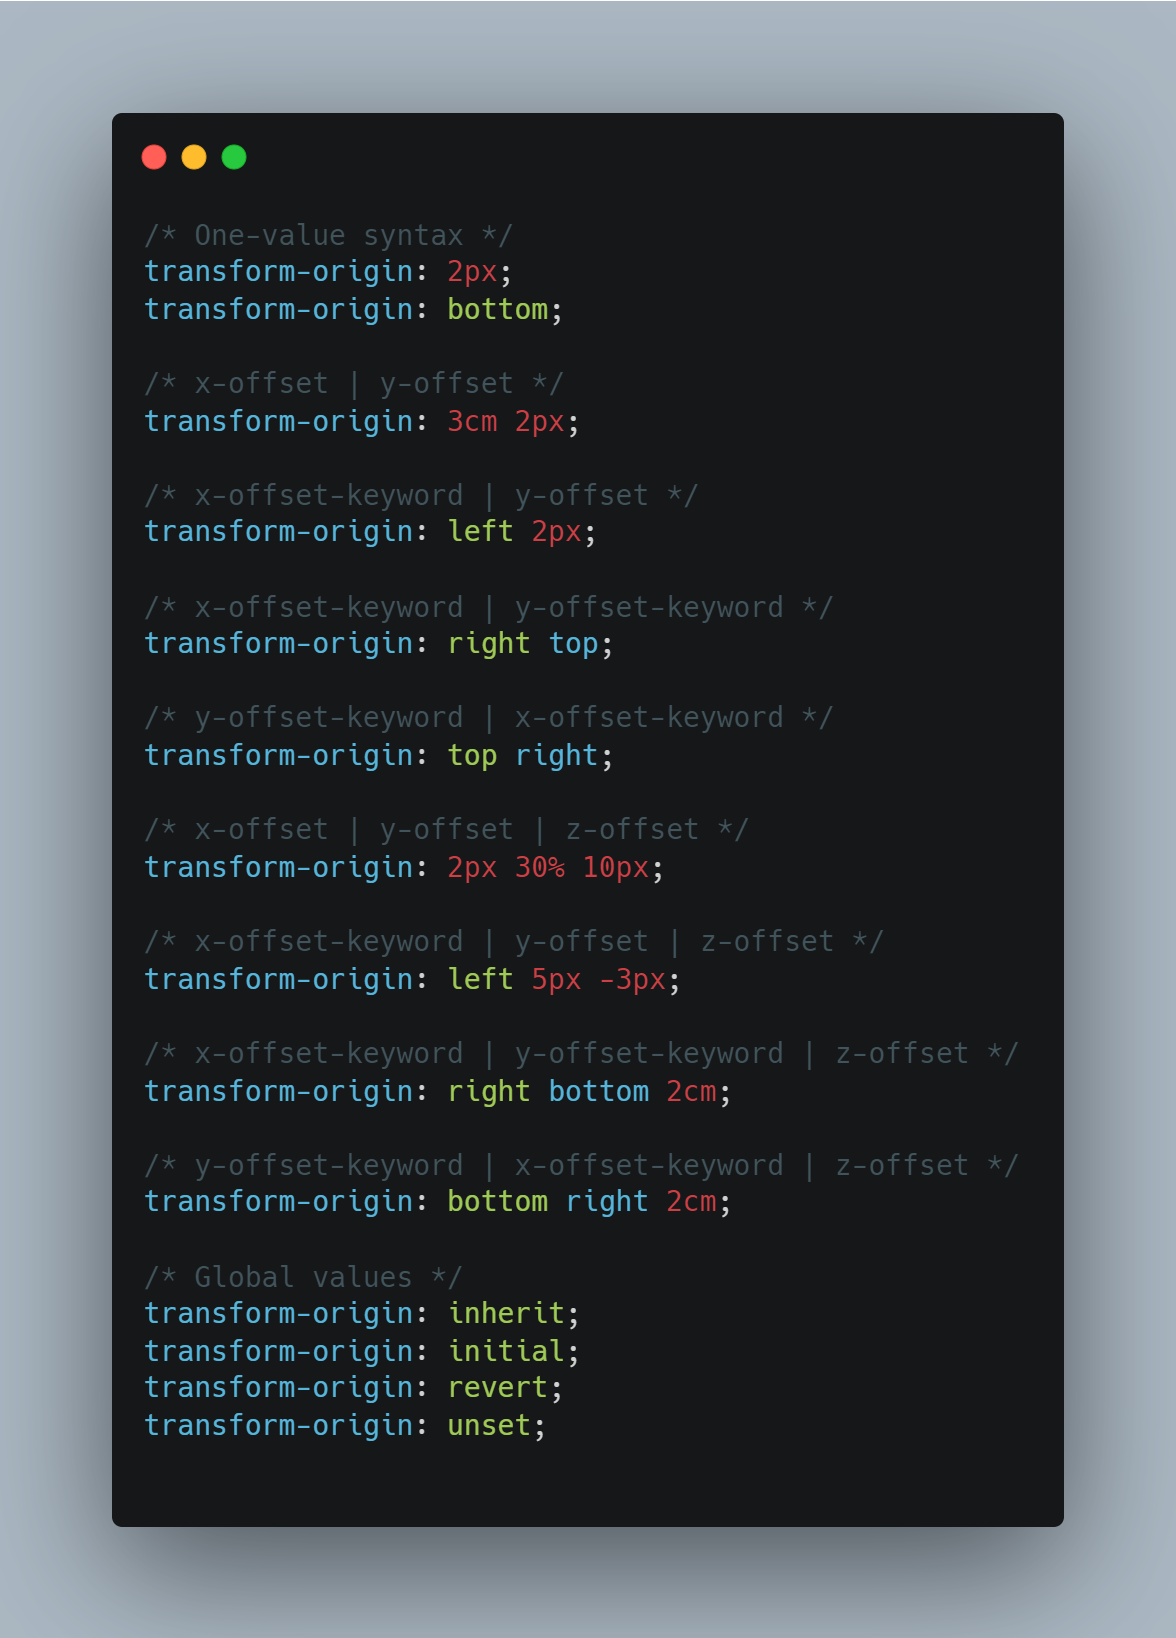 /* One-value syntax */
transform-origin: 2px;
transform-origin: bottom;
/* x-offset | y-offset */
transform-origin: 3cm 2px;
/* x-offset-keyword | y-offset */
transform-origin: left 2px;
/* x-offset-keyword | y-offset-keyword */
transform-origin: right top;
/* y-offset-keyword | x-offset-keyword */
transform-origin: top right;
/* x-offset | y-offset | z-offset */
transform-origin: 2px 30% 10px;
/* x-offset-keyword | y-offset | z-offset */
transform-origin: left 5px -3px;
/* x-offset-keyword | y-offset-keyword | z-offset */
transform-origin: right bottom 2cm;
/* y-offset-keyword | x-offset-keyword | z-offset */
transform-origin: bottom right 2cm;
/* Global values */
transform-origin: inherit;
transform-origin: initial;
transform-origin: revert;
transform-origin: unset;